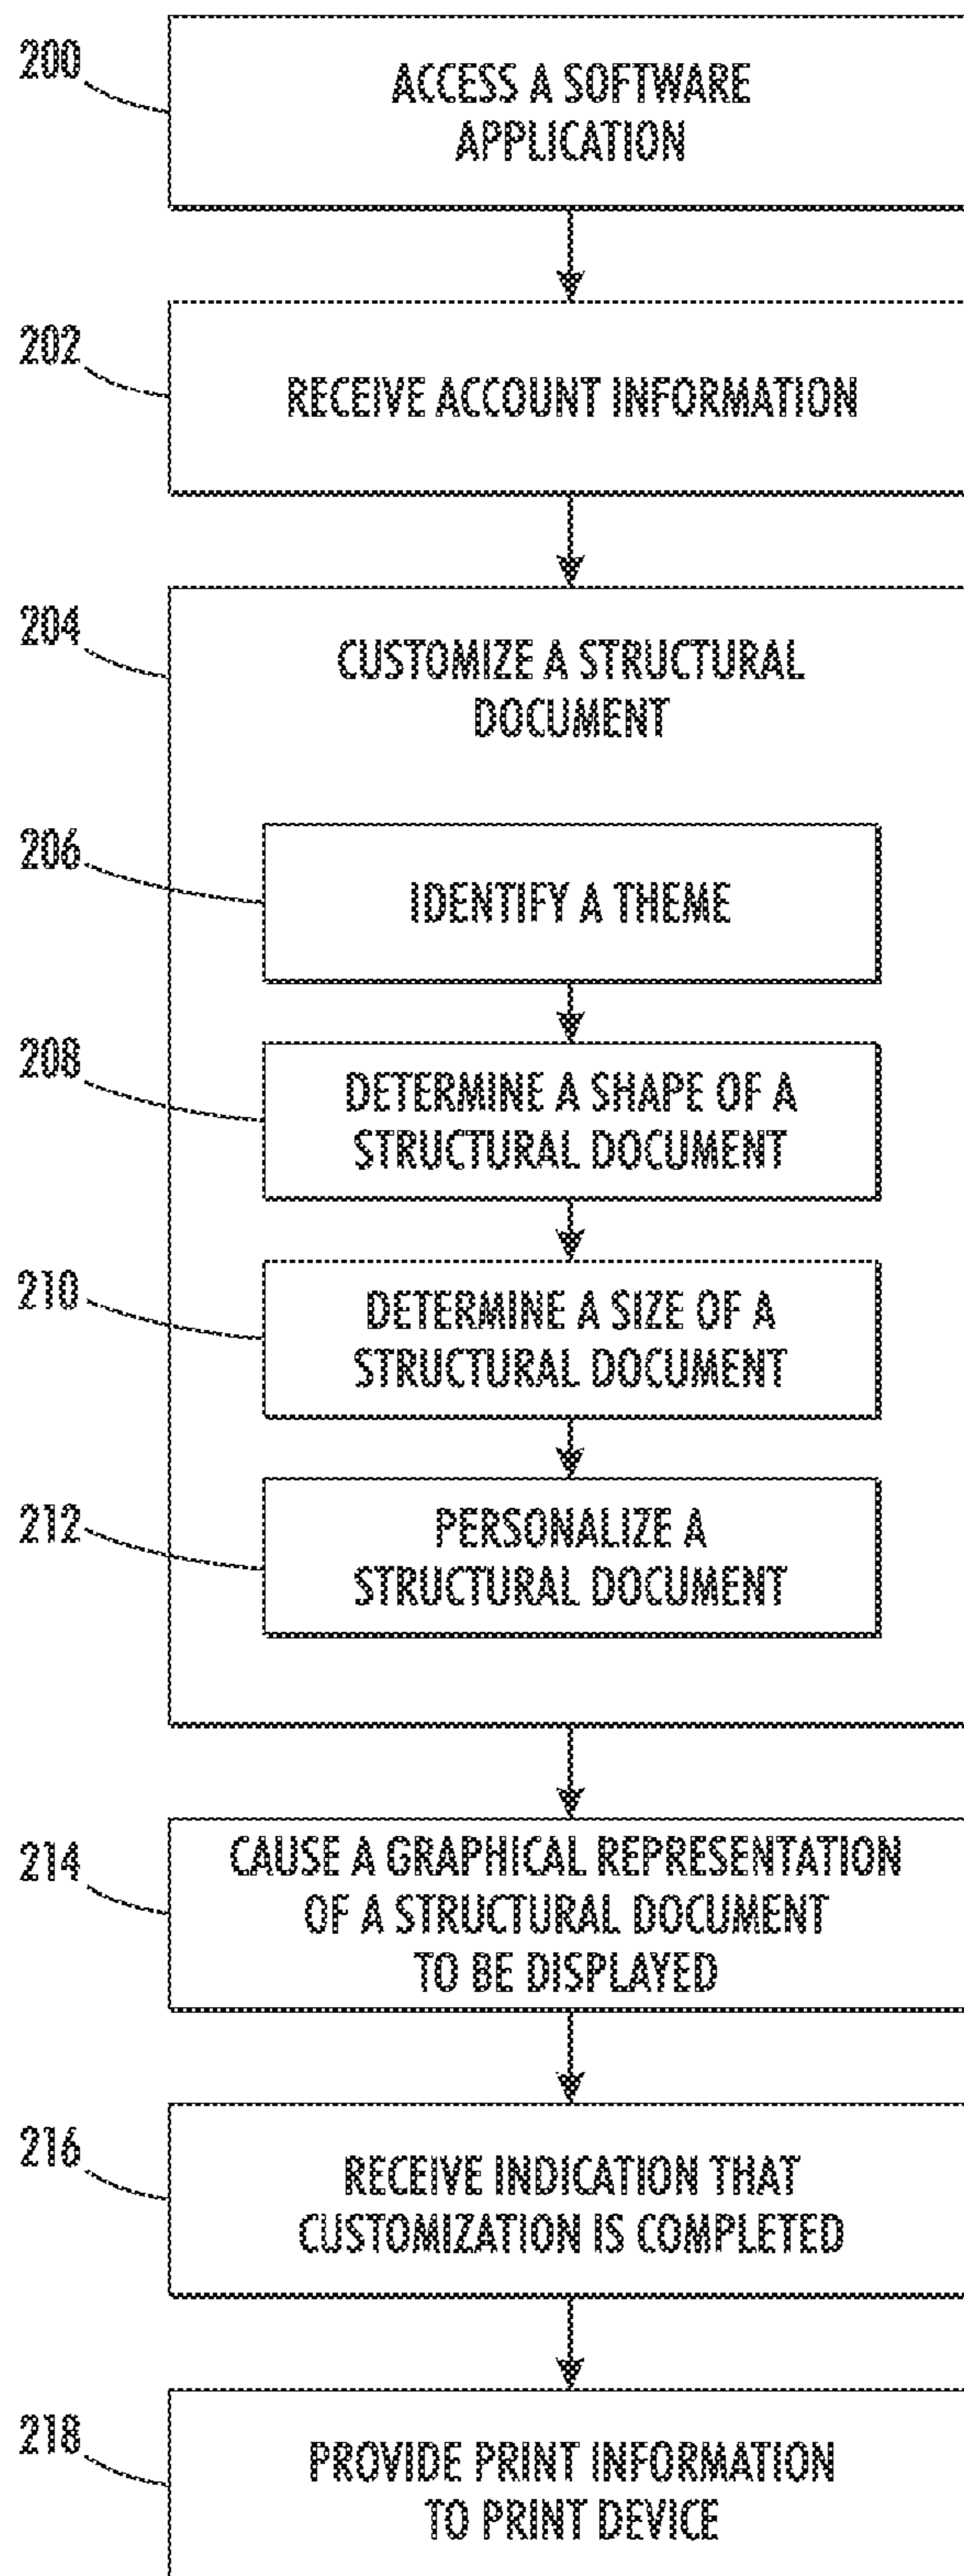 200
ACCESS A SOFTWARE
APPLICATION
202
RECEIVE ACCOUNT INFORMATION
204
CUSTOMIZE A STRUCTURAL
DOCUMENT
206
IDENTIFY A THEME
208
DETERMINE A SHAPE OF A
STRUCTURAL DOCUMENT
210
DETERMINE A SIZE OF A
STRUCTURAL DOCUMENT
212
PERSONALIZE A
STRUCTURAL DOCUMENT
214
CAUSE A GRAPHICAL REPRESENTATION
OF A STRUCTURAL DOCUMENT
TO BE DISPLAYED
216
RECEIVE INDICATION THAT
CUSTOMIZATION IS COMPLETED
218
PROVIDE PRINT INFORMATION
TO PRINT DEVICE